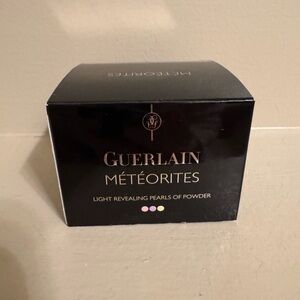 MÉTÉORITES
GUERLAIN
MÉTÉORITES
LIGHT REVEALING PEARLS OF POWDER